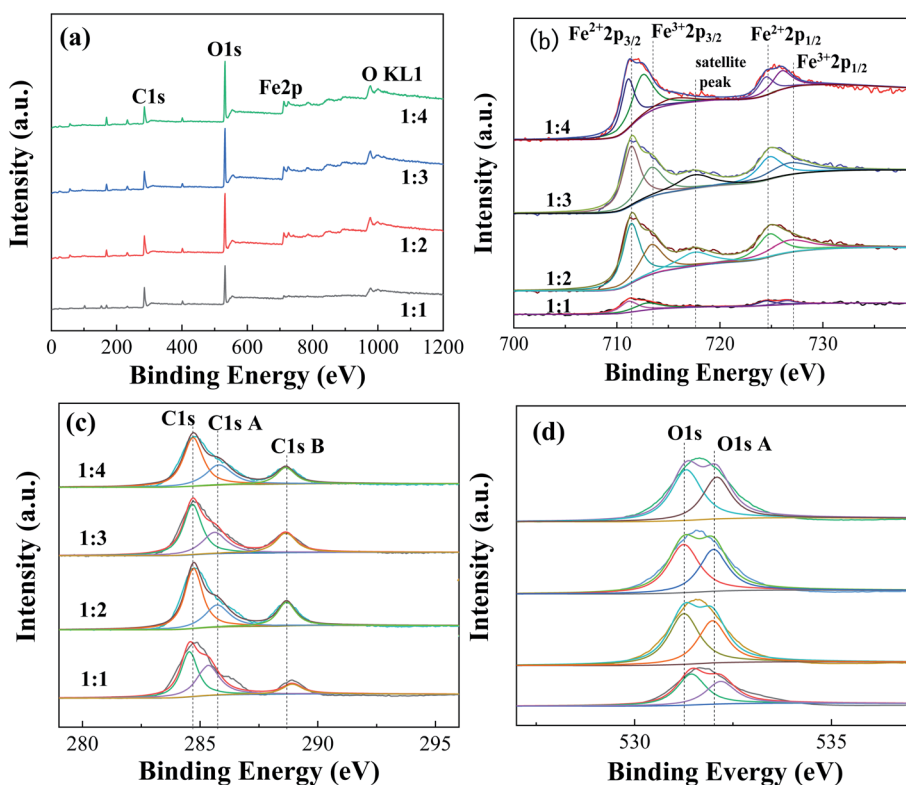 (a)
O1s
C1s
Fe2p
O KL1
1:4
1:3
1:2
1:1
0 200 400 600 800 1000 1200
Binding Energy (eV)
Intensity (a.u.)
(b)
Fe²⁺2p₃/₂ Fe³⁺2p₃/₂ Fe²⁺2p₁/₂
satellite
peak
Fe³⁺2p₁/₂
1:4
1:3
1:2
1:1
700 710 720 730
Binding Energy (eV)
Intensity (a.u.)
(c)
C1s
C1s A
C1s B
1:4
1:3
1:2
1:1
280 285 290 295
Binding Energy (eV)
Intensity (a.u.)
(d)
O1s
O1s A
530 535
Binding Evergy (eV)
Intensity (a.u.)